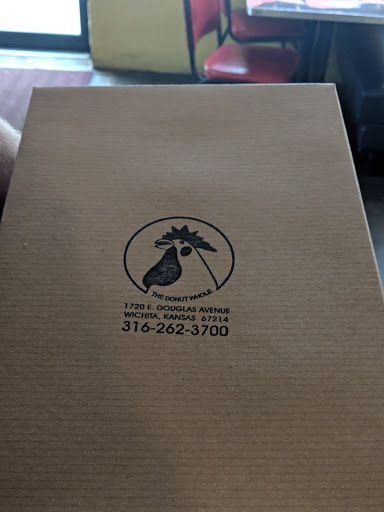 THE DONUT WHOLE
1720 E. DOUGLAS AVENUE
WICHITA, KANSAS 67214
316-262-3700